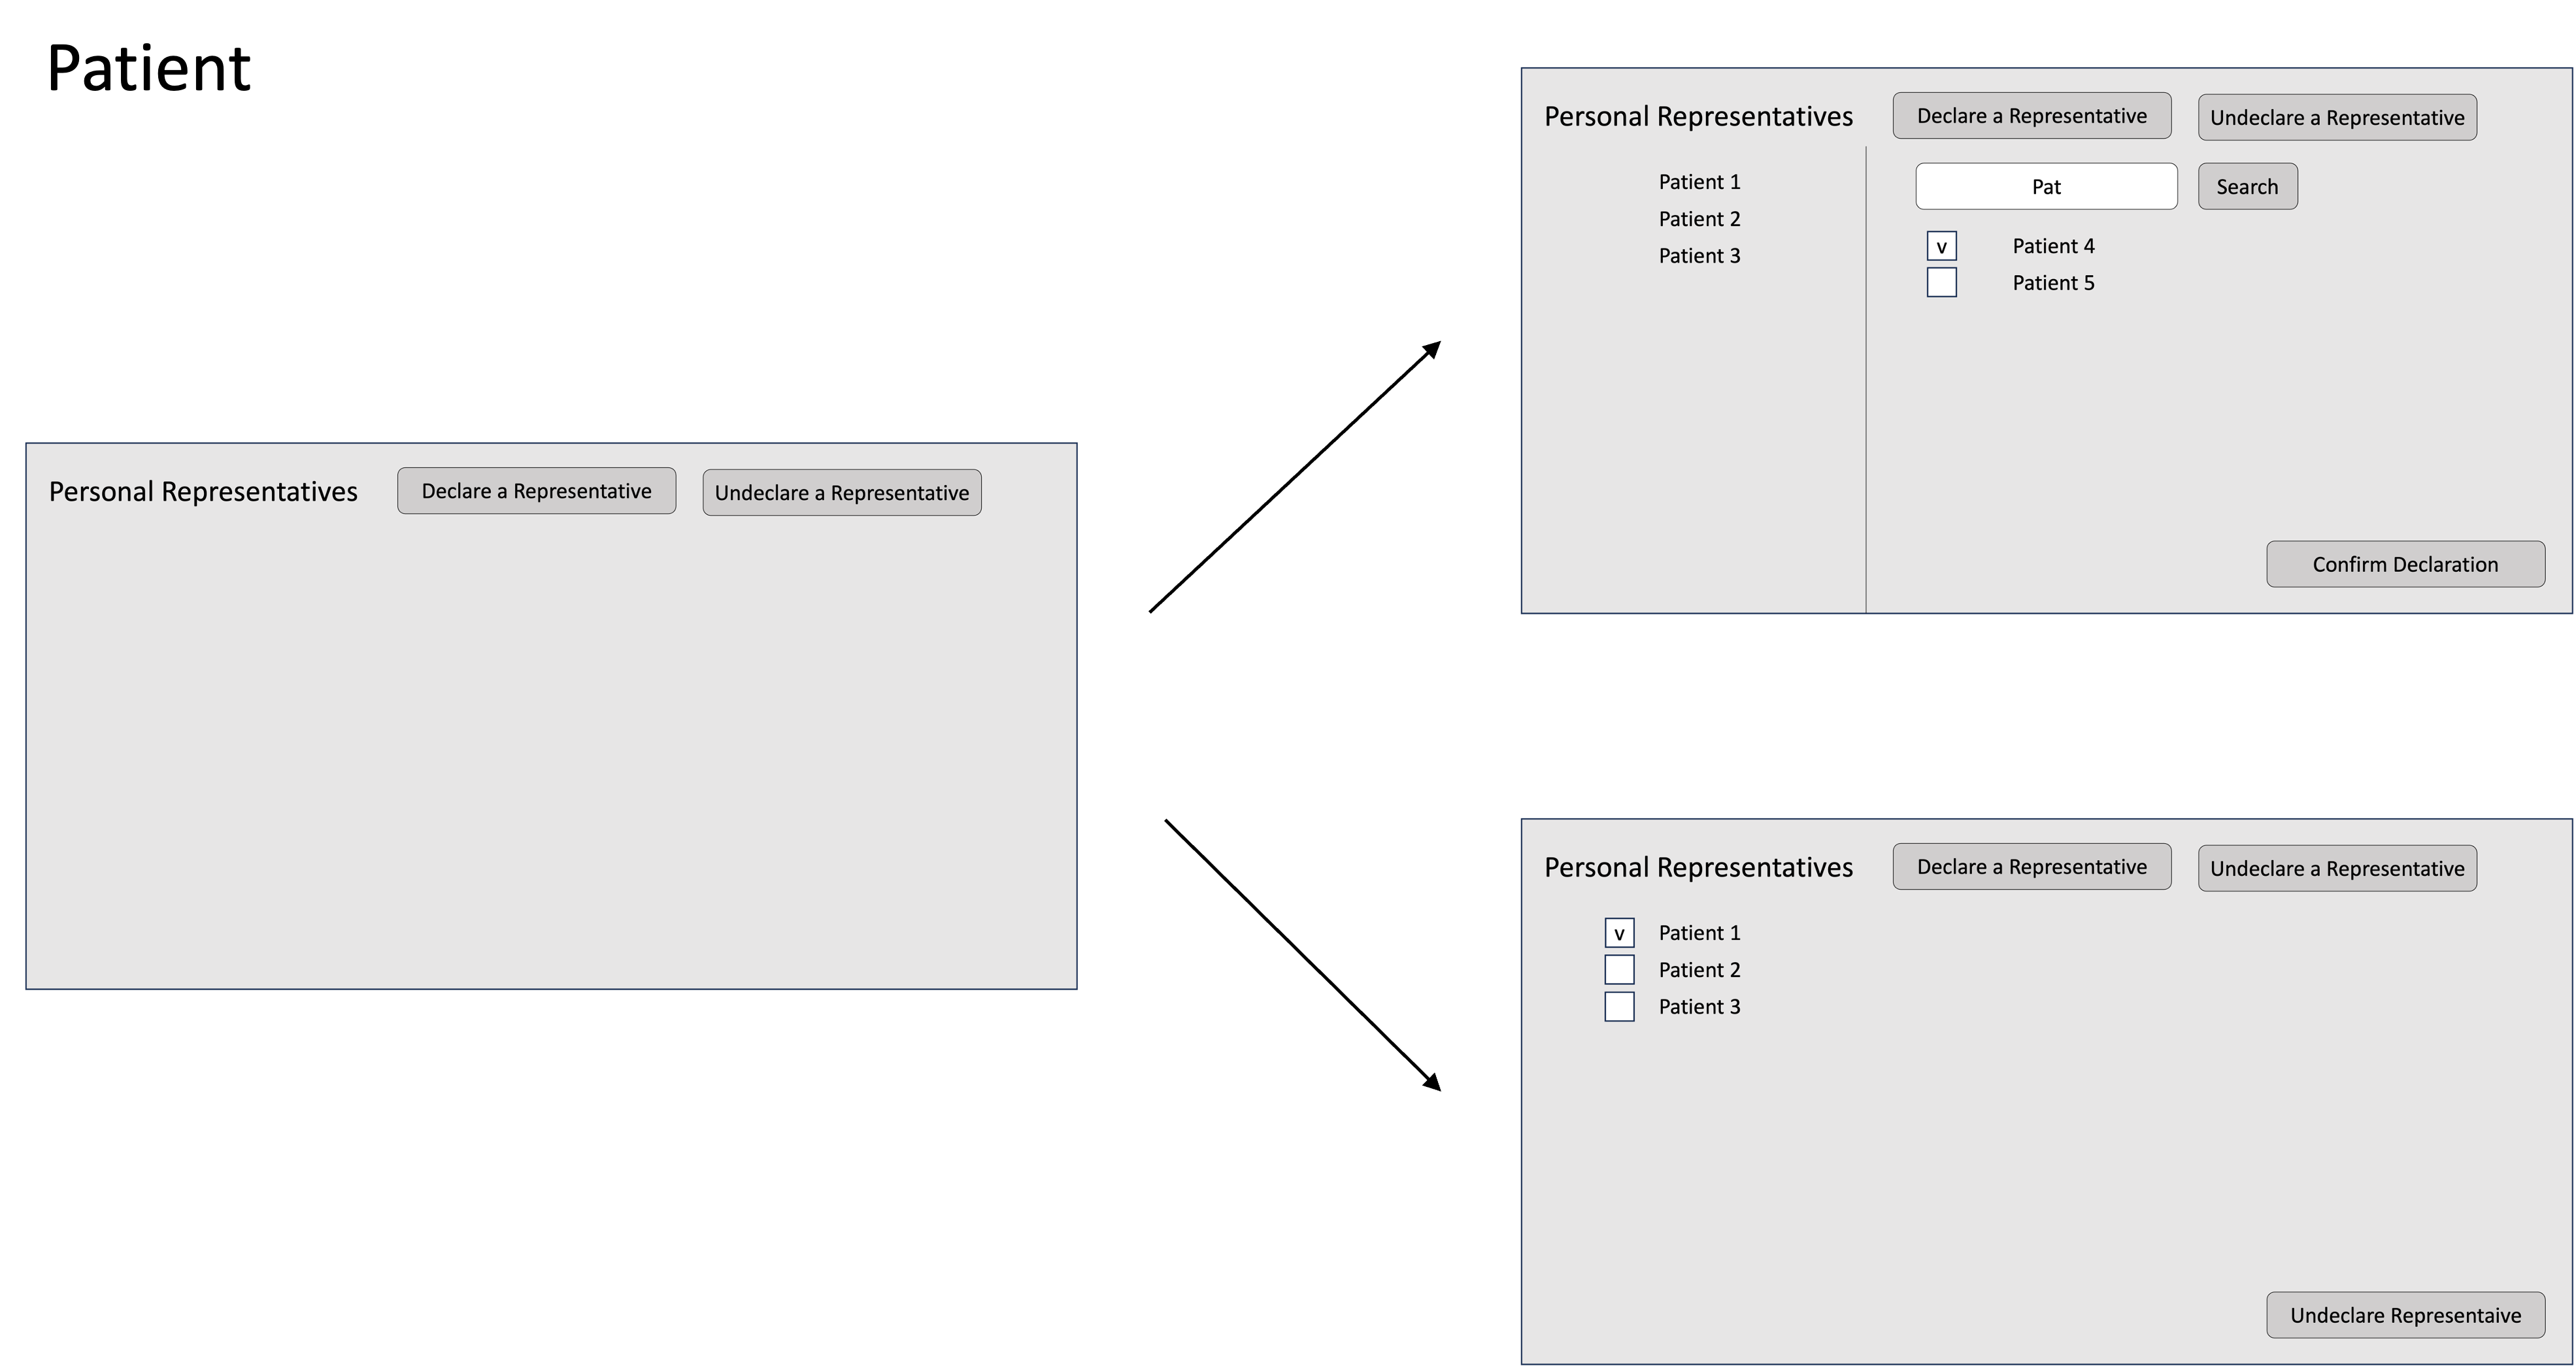 Patient
Personal Representatives
Declare a Representative
Undeclare a Representative
Personal Representatives
Declare a Representative
Undeclare a Representative
Patient 1
Patient 2
Patient 3
Pat
Search
v
Patient 4
Patient 5
Confirm Declaration
Personal Representatives
Declare a Representative
Undeclare a Representative
v
Patient 1
Patient 2
Patient 3
Undeclare Representaive